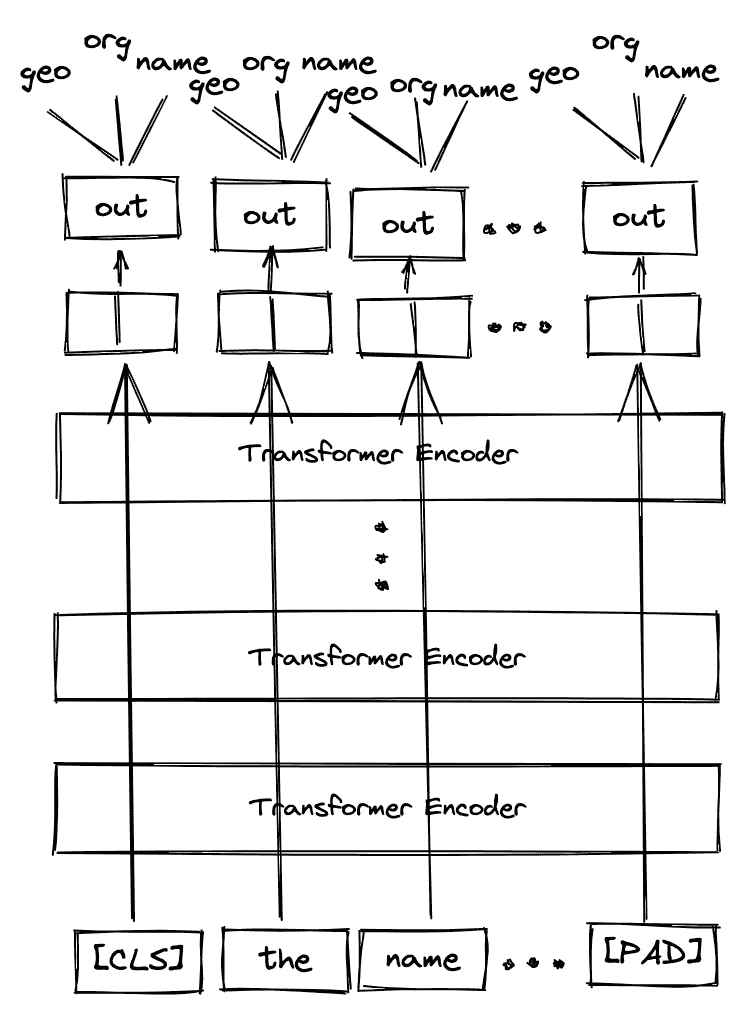 geo org name geo org name geo org name geo org name
out out out out
Transformer Encoder
Transformer Encoder
Transformer Encoder
[CLS] the name [PAD]